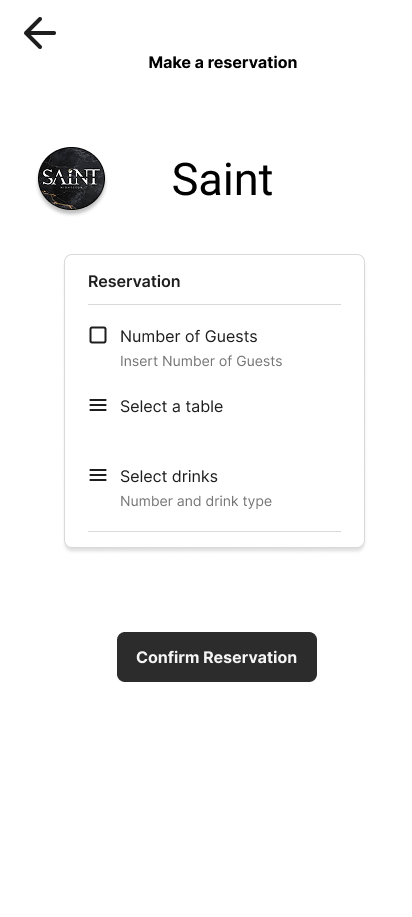 Make a reservation
SAINT
Saint
Reservation
Number of Guests
Insert Number of Guests
Select a table
Select drinks
Number and drink type
Confirm Reservation